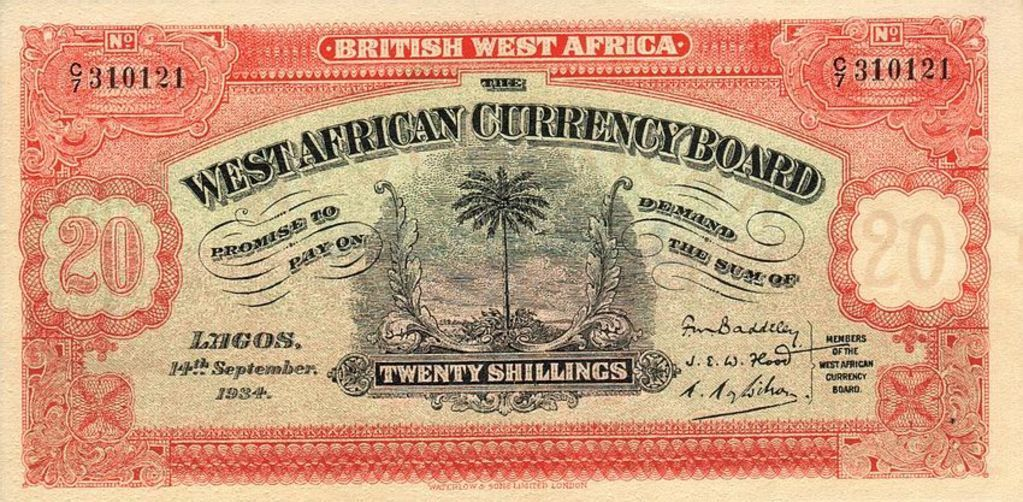 BRITISH WEST AFRICA
Nº
C/7 310121
Nº
C/7 310121
THE
WEST AFRICAN CURRENCY BOARD
PROMISE TO
PAY ON
DEMAND
THE SUM OF
20
20
LAGOS.
14th September.
1934.
TWENTY SHILLINGS
J. E. W. Flood
MEMBERS
OF THE
WEST AFRICAN
CURRENCY
BOARD.
WATERLOW & SONS LIMITED LONDON